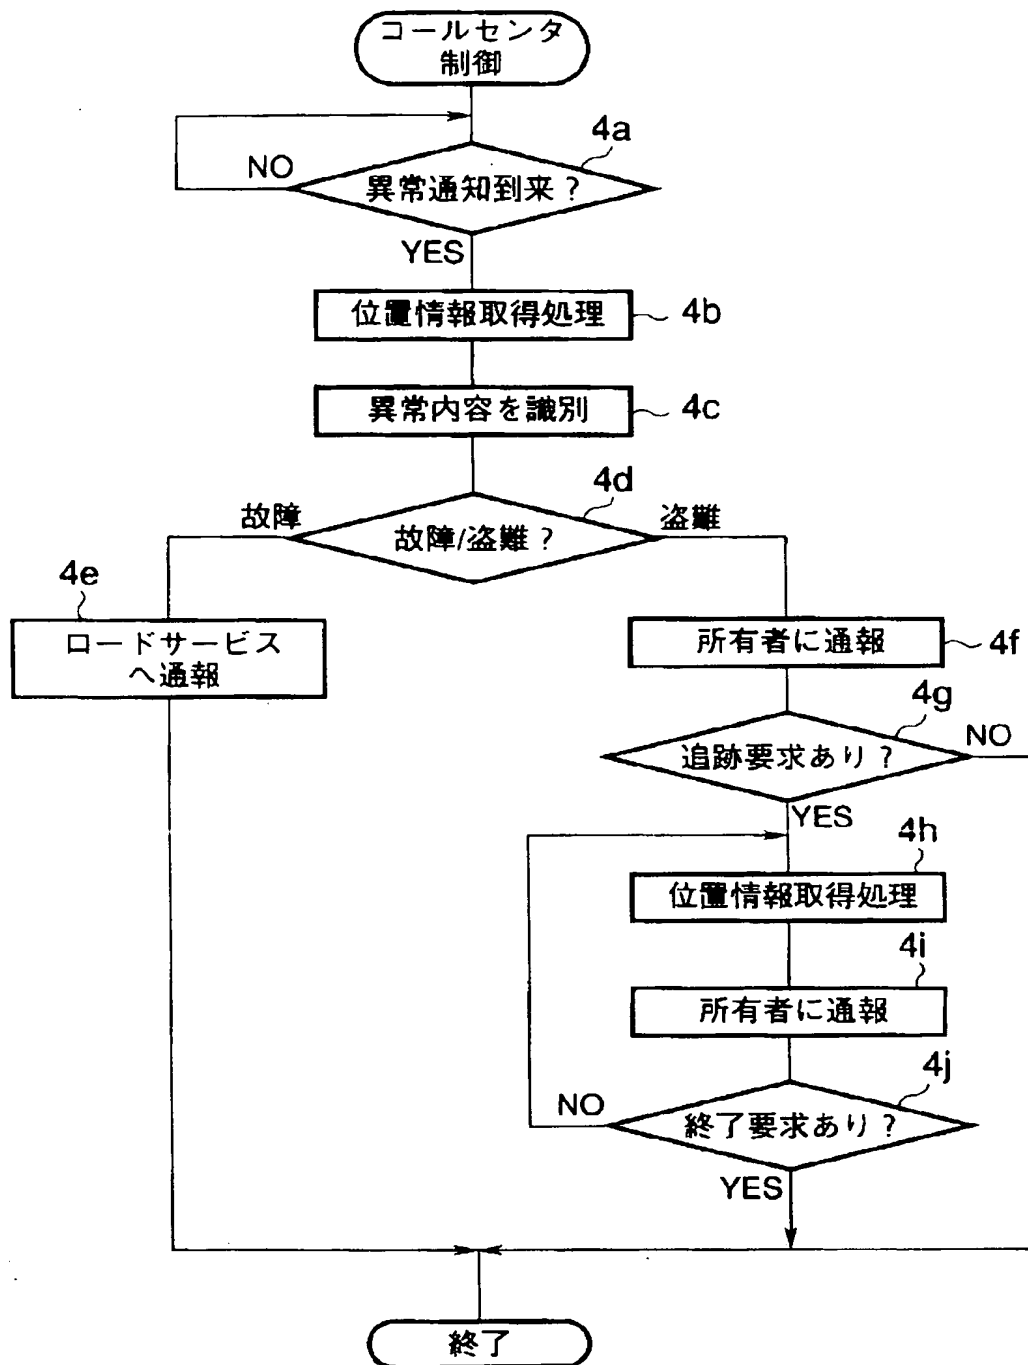 コールセンタ
制御
4a
NO
異常通知到来？
YES
位置情報取得処理
4b
異常内容を識別
4c
4d
故障
故障/盗難？
盗難
4e
ロードサービス
へ通報
所有者に通報
4f
4g
追跡要求あり？
NO
YES
4h
位置情報取得処理
4i
所有者に通報
4j
NO
終了要求あり？
YES
終了